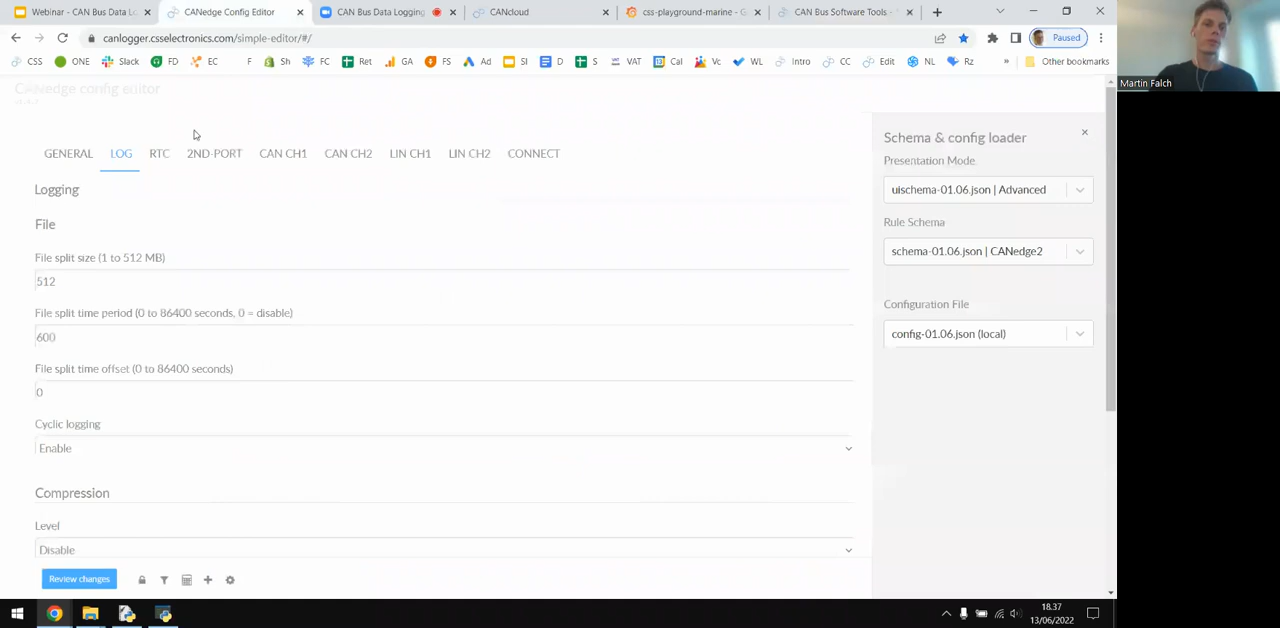 Webinar - CAN Bus Data Lo
CANedge Config Editor
CAN Bus Data Logging
CANcloud
css-playground-marine - G
CAN Bus Software Tools -
canlogger.csselectronics.com/simple-editor/#/
Paused
CSS
ONE
Slack
FD
EC
F
Sh
FC
Ret
GA
FS
Ad
SI
D
S
VAT
Cal
Vc
WL
Intro
CC
Edit
NL
Rz
»
Other bookmarks
Martin Falch
CANedge config editor
GENERAL
LOG
RTC
2ND-PORT
CAN CH1
CAN CH2
LIN CH1
LIN CH2
CONNECT
Logging
File
File split size (1 to 512 MB)
512
File split time period (0 to 86400 seconds, 0 = disable)
600
File split time offset (0 to 86400 seconds)
0
Cyclic logging
Enable
Compression
Level
Disable
Review changes
Schema & config loader
Presentation Mode
uischema-01.06.json | Advanced
Rule Schema
schema-01.06.json | CANedge2
Configuration File
config-01.06.json (local)
18.37
13/06/2022